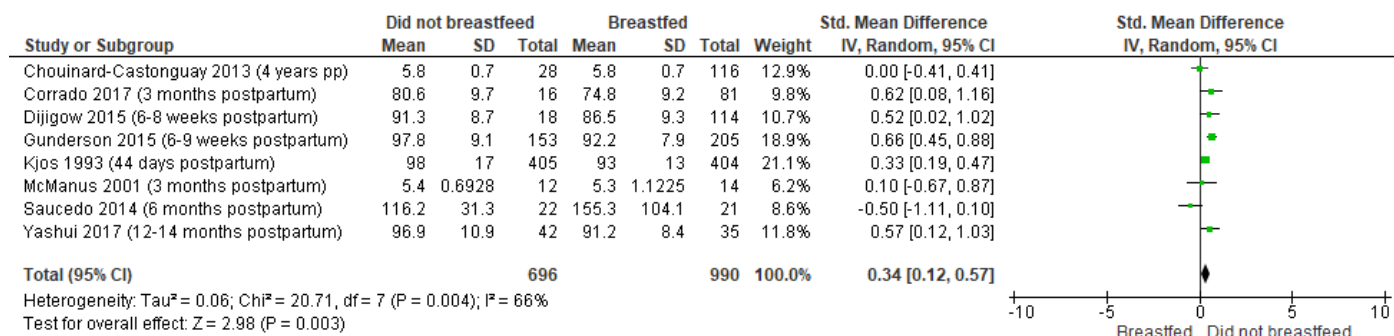 Did not breastfeed Breastfed Std. Mean Difference Std. Mean Difference
Study or Subgroup Mean SD Total Mean SD Total Weight IV, Random, 95% CI IV, Random, 95% CI
Chouinard-Castonguay 2013 (4 years pp) 5.8 0.7 28 5.8 0.7 116 12.9% 0.00 [-0.41, 0.41]
Corrado 2017 (3 months postpartum) 80.6 9.7 16 74.8 9.2 81 9.8% 0.62 [0.08, 1.16]
Dijigow 2015 (6-8 weeks postpartum) 91.3 8.7 18 86.5 9.3 114 10.7% 0.52 [0.02, 1.02]
Gunderson 2015 (6-9 weeks postpartum) 97.8 9.1 153 92.2 7.9 205 18.9% 0.66 [0.45, 0.88]
Kjos 1993 (44 days postpartum) 98 17 405 93 13 404 21.1% 0.33 [0.19, 0.47]
McManus 2001 (3 months postpartum) 5.4 0.6928 12 5.3 1.1225 14 6.2% 0.10 [-0.67, 0.87]
Saucedo 2014 (6 months postpartum) 116.2 31.3 22 155.3 104.1 21 8.6% -0.50 [-1.11, 0.10]
Yashui 2017 (12-14 months postpartum) 96.9 10.9 42 91.2 8.4 35 11.8% 0.57 [0.12, 1.03]
Total (95% CI) 696 990 100.0% 0.34 [0.12, 0.57]
Heterogeneity: Tau² = 0.06; Chi² = 20.71, df = 7 (P = 0.004); I² = 66%
Test for overall effect: Z = 2.98 (P = 0.003)
-10 -5 0 5 10
Breastfed Did not breastfeed